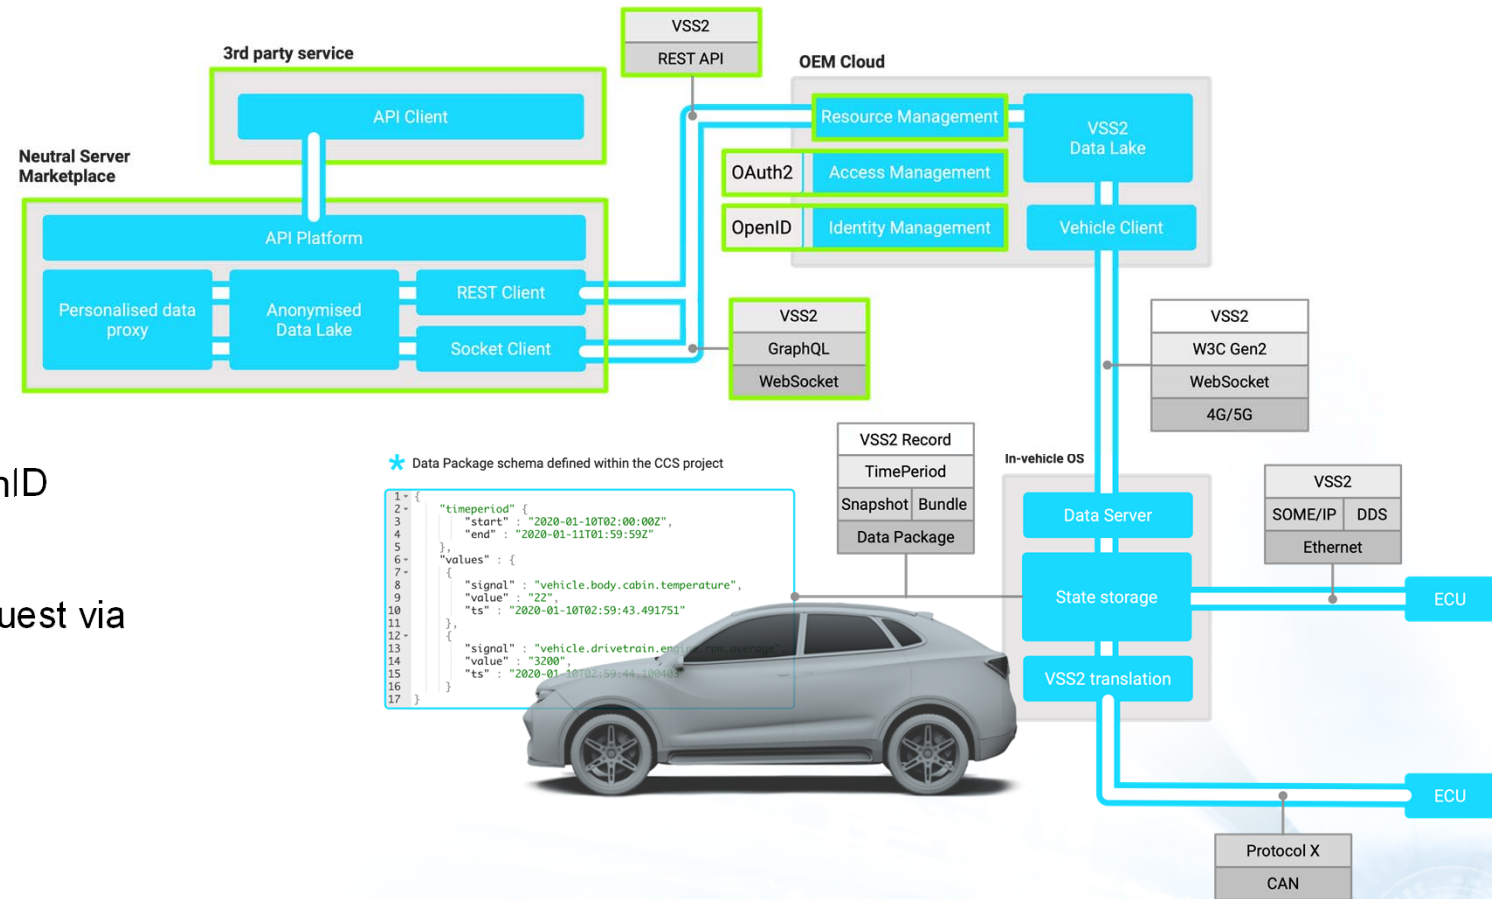 VSS2
REST API
3rd party service
API Client
OEM Cloud
Resource Management
VSS2
Data Lake
OAuth2
Access Management
OpenID
Identity Management
Vehicle Client
Neutral Server
Marketplace
API Platform
Personalised data
proxy
Anonymised
Data Lake
REST Client
Socket Client
VSS2
GraphQL
WebSocket
VSS2
W3C Gen2
WebSocket
4G/5G
nID
uest via
* Data Package schema defined within the CCS project
1 {
2 "timeperiod" {
3 "start" : "2020-01-10T02:00:00Z",
4 "end" : "2020-01-11T01:59:59Z"
5 },
6 "values" : {
7 {
8 "signal" : "vehicle.body.cabin.temperature",
9 "value" : "22",
10 "ts" : "2020-01-10T02:59:43.491751"
11 },
12 {
13 "signal" : "vehicle.drivetrain.engine.rpm.average",
14 "value" : "3200",
15 "ts" : "2020-01-10T02:59:44.100403"
16 }
17 }
VSS2 Record
TimePeriod
Snapshot Bundle
Data Package
In-vehicle OS
Data Server
State storage
VSS2 translation
VSS2
SOME/IP DDS
Ethernet
ECU
ECU
Protocol X
CAN